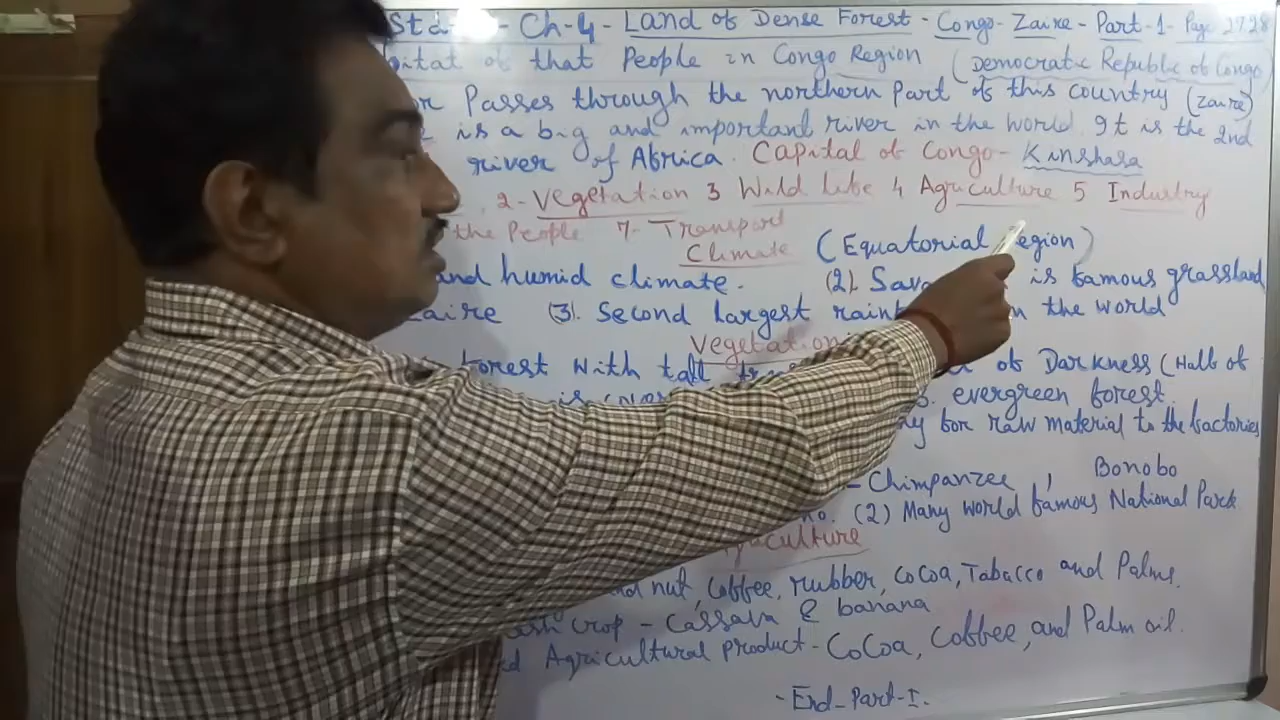 Std - Ch-4 - Land of Dense Forest - Congo - Zaire - Part-1- Page 27.28
of that People in Congo Region (Democratic Republic of Congo)
Passes through the northern Part of this country (Zaire)
is a big and important river in the world. It is the 2nd
river of Africa. Capital of Congo - Kinshasa
2- Vegetation 3 Wild life 4 Agriculture 5 Industry
the People 7- Transport
Climate (Equatorial region)
and humid climate. (2). is famous grassland
(3). Second largest in the world
Vegetation
forest With tall of Darkness (Half of
is evergreen forest.
for raw material to the factories
- Chimpanzee , Bonobo
(2) Many world famous National Park
nut, Coffee, rubber, CoCoa, Tabacco and Palms.
crop - Cassava & banana
Agricultural product - CoCoa, Coffee, and Palm oil.
- End - Part - I.